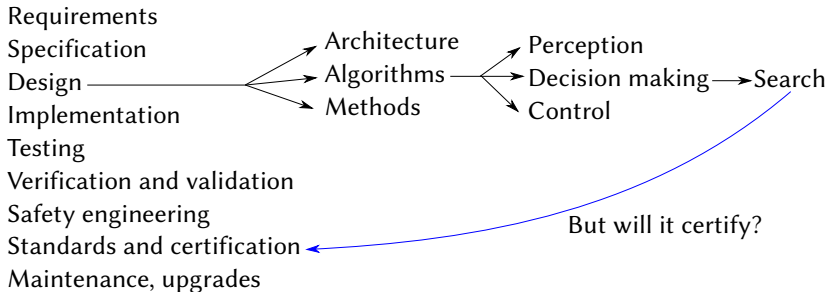 Requirements
Specification
Design
Implementation
Testing
Verification and validation
Safety engineering
Standards and certification
Maintenance, upgrades
Architecture
Algorithms
Methods
Perception
Decision making
Control
Search
But will it certify?